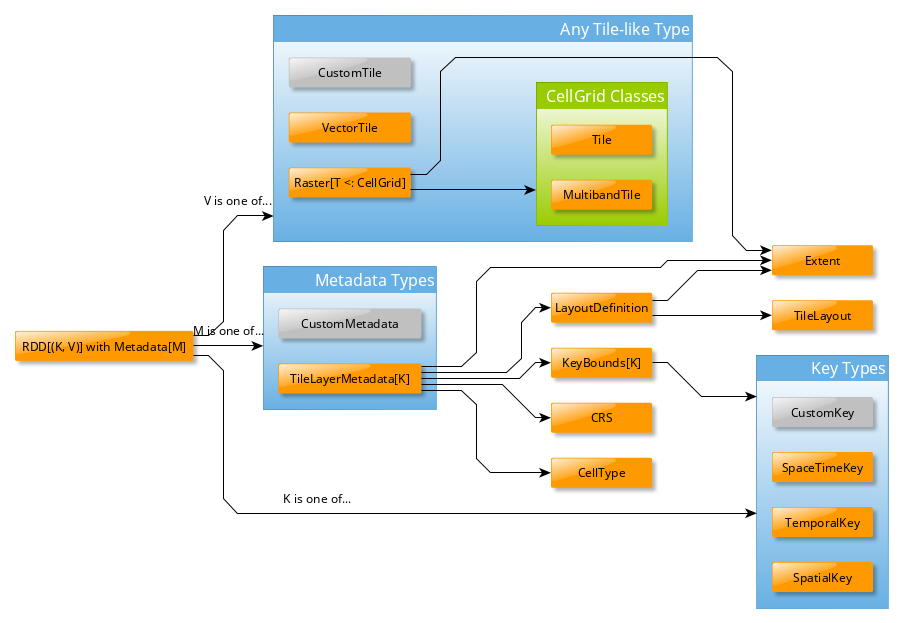 Any Tile-like Type
CustomTile
VectorTile
Raster[T <: CellGrid]
CellGrid Classes
Tile
MultibandTile
V is one of...
M is one of...
K is one of...
RDD[(K, V)] with Metadata[M]
Metadata Types
CustomMetadata
TileLayerMetadata[K]
LayoutDefinition
KeyBounds[K]
CRS
CellType
Extent
TileLayout
Key Types
CustomKey
SpaceTimeKey
TemporalKey
SpatialKey